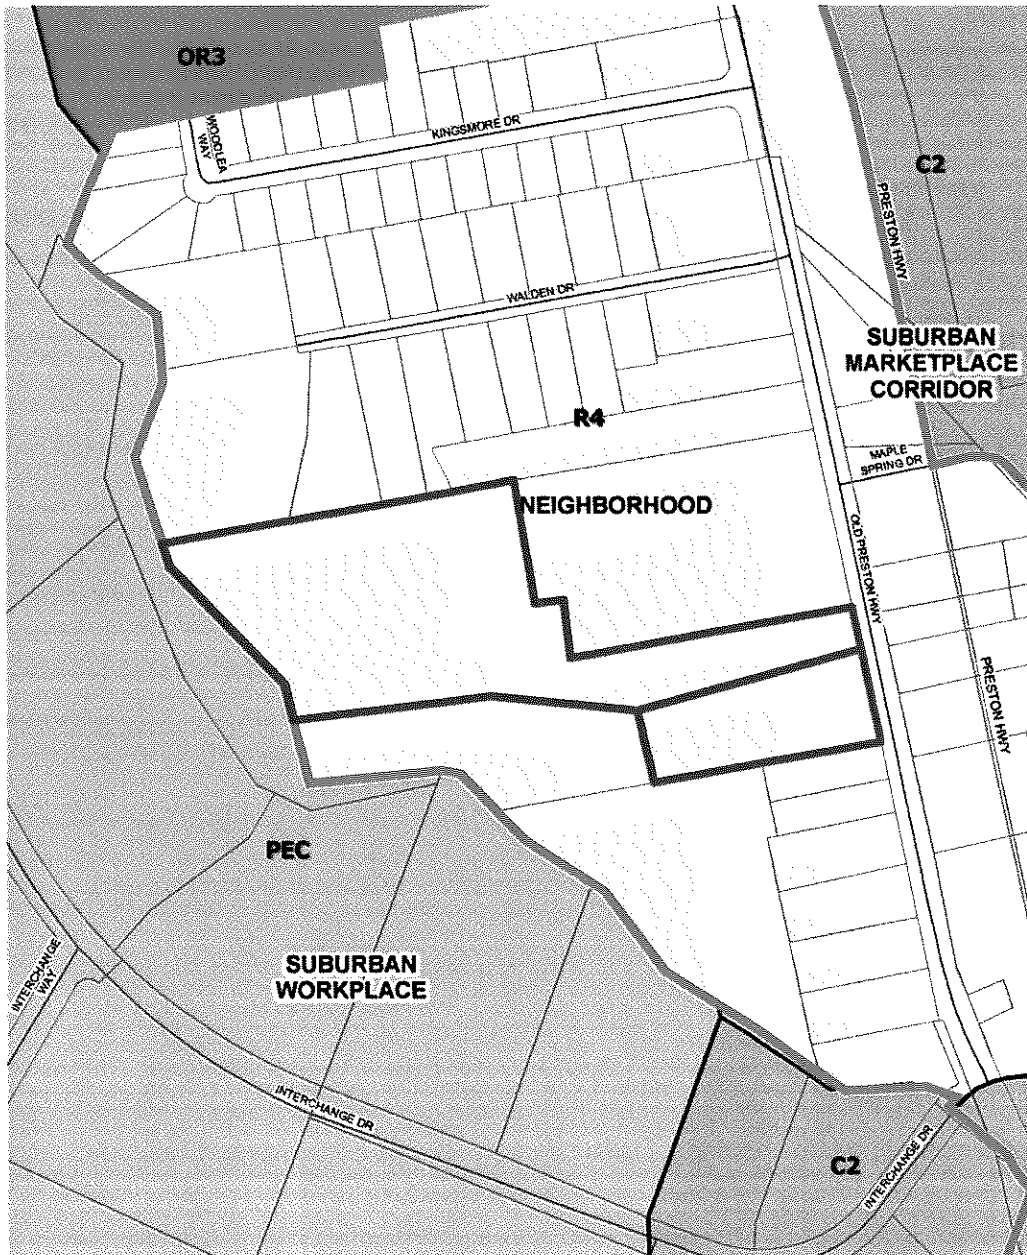 OR3
WOODLEA
WAY
KINGSMORE DR
C2
PRESTON HWY
WALDEN DR
SUBURBAN
MARKETPLACE
CORRIDOR
R4
MAPLE
SPRING DR
NEIGHBORHOOD
OLD PRESTON HWY
PRESTON HWY
PEC
SUBURBAN
WORKPLACE
INTERCHANGE
WAY
INTERCHANGE DR
C2
INTERCHANGE DR